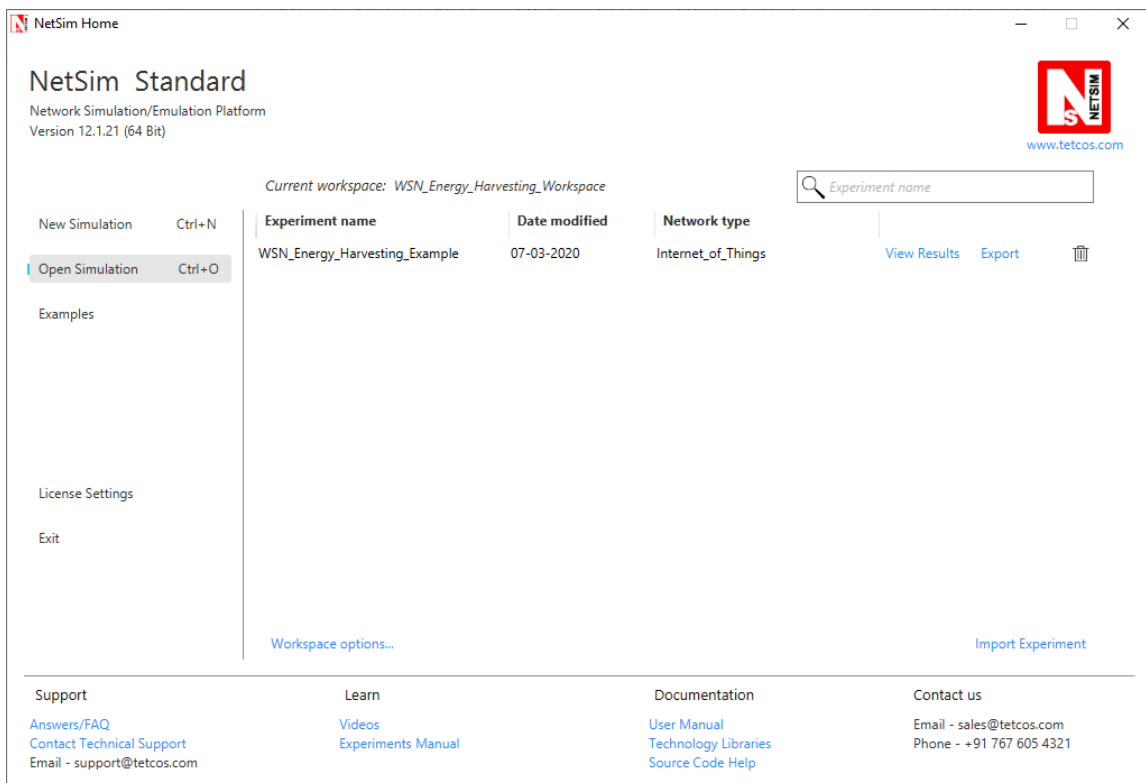 NetSim Home
NetSim Standard
Network Simulation/Emulation Platform
Version 12.1.21 (64 Bit)
NETSIM
N
S
www.tetcos.com
Current workspace: WSN_Energy_Harvesting_Workspace
Experiment name
New Simulation Ctrl+N
Open Simulation Ctrl+O
Examples
License Settings
Exit
Experiment name Date modified Network type
WSN_Energy_Harvesting_Example 07-03-2020 Internet_of_Things View Results Export
Workspace options...
Import Experiment
Support
Answers/FAQ
Contact Technical Support
Email - support@tetcos.com
Learn
Videos
Experiments Manual
Documentation
User Manual
Technology Libraries
Source Code Help
Contact us
Email - sales@tetcos.com
Phone - +91 767 605 4321